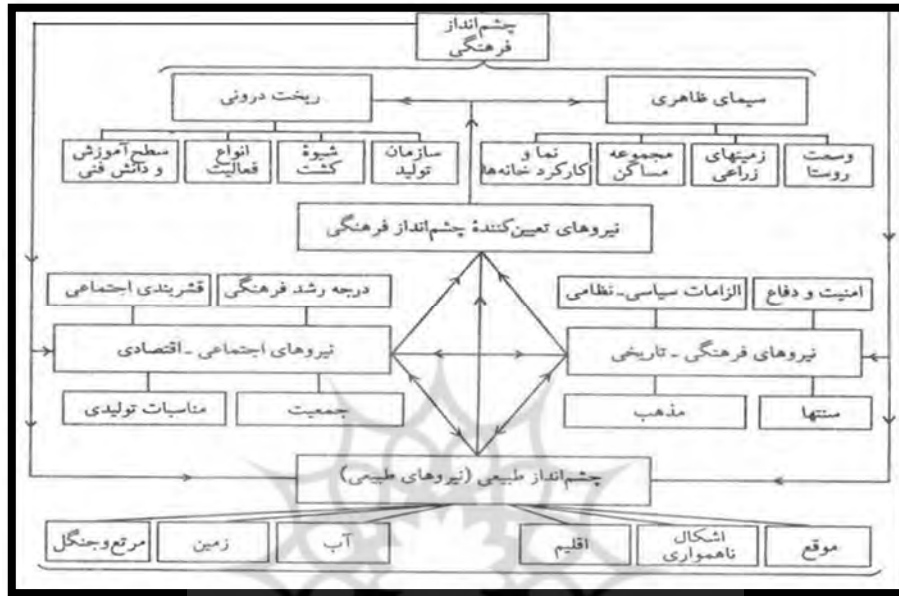 چشم‌انداز
فرهنگی
سیمای ظاهری
ریخت درونی
وسعت
روستا
زمینهای
زراعی
مجموعه
مساکن
نما و
کارکرد خانه‌ها
سازمان
تولید
شیوهٔ
کشت
انواع
فعالیت
سطح آموزش
و دانش فنی
نیروهای تعیین‌کنندهٔ چشم‌انداز فرهنگی
امنیت و دفاع
الزامات سیاسی ـ نظامی
درجه رشد فرهنگی
قشربندی اجتماعی
نیروهای فرهنگی ـ تاریخی
نیروهای اجتماعی ـ اقتصادی
سنتها
مذهب
جمعیت
مناسبات تولیدی
چشم‌انداز طبیعی (نیروهای طبیعی)
موقع
اشکال
ناهمواری
اقلیم
آب
زمین
مرتع و جنگل